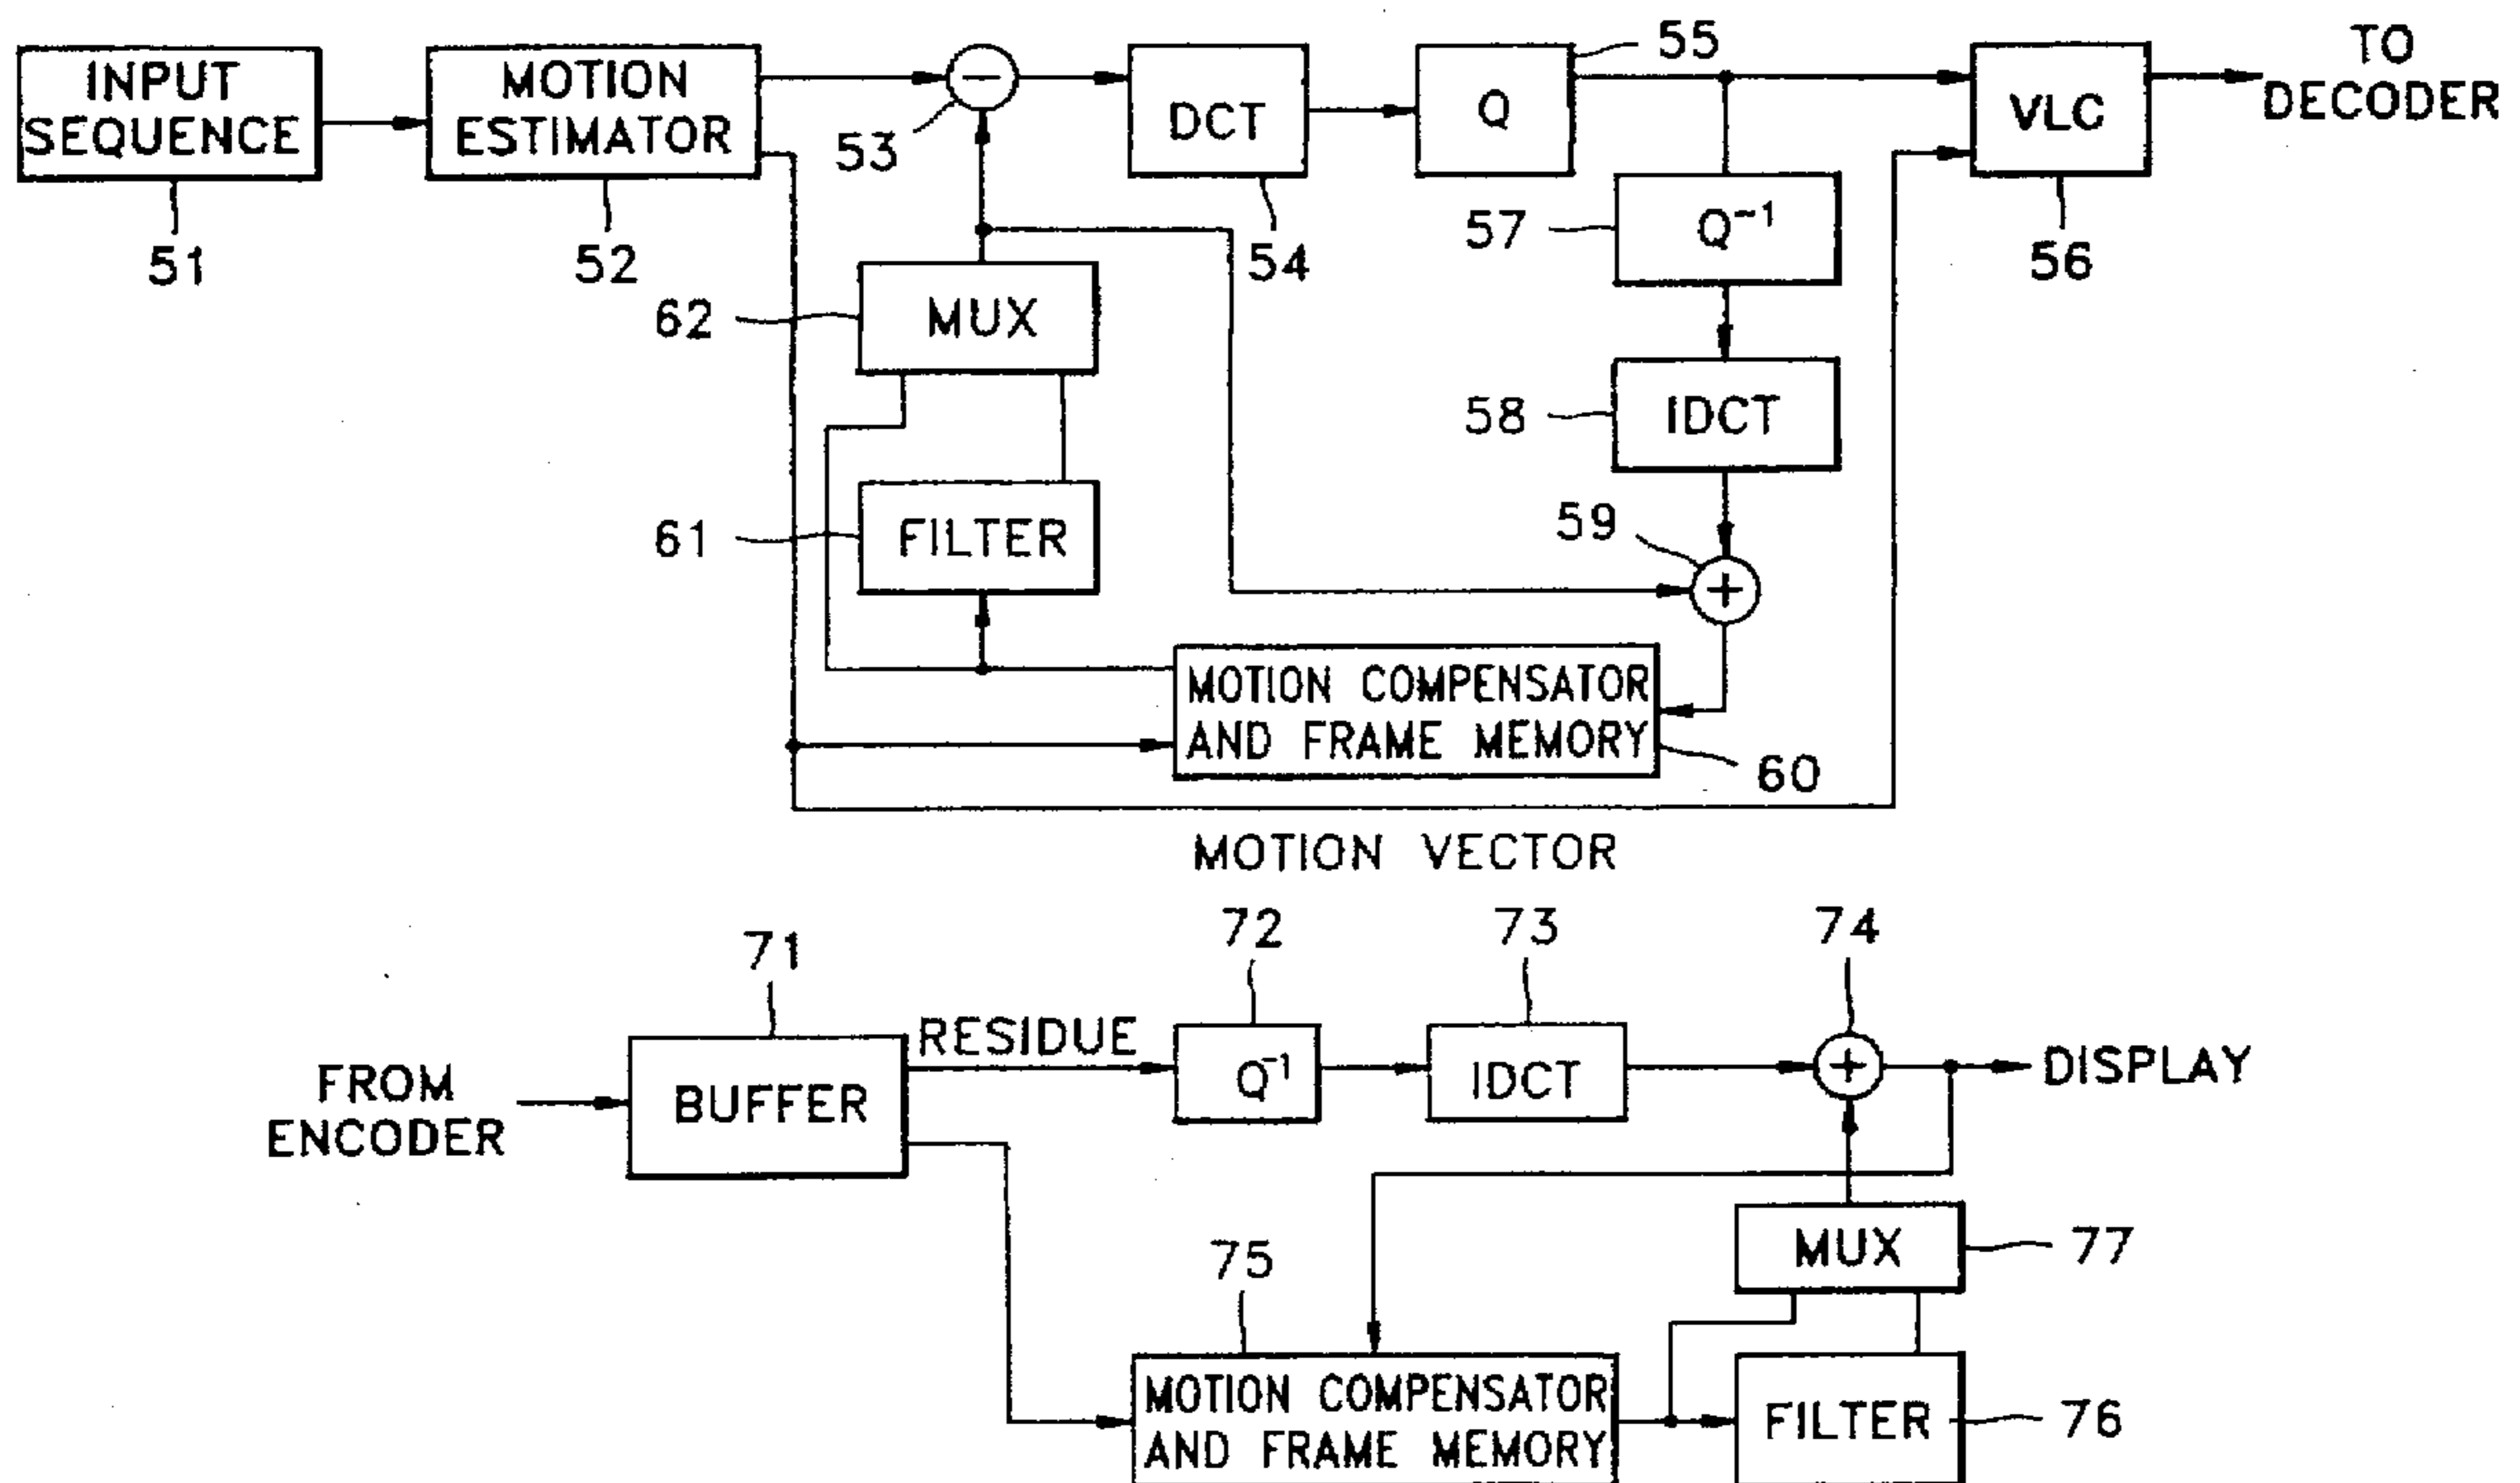 INPUT
SEQUENCE
51
MOTION
ESTIMATOR
52
−
53
DCT
54
Q
55
VLC
56
TO
DECODER
Q⁻¹
57
IDCT
58
+
59
MUX
62
FILTER
61
MOTION COMPENSATOR
AND FRAME MEMORY
60
MOTION VECTOR
FROM
ENCODER
71
BUFFER
RESIDUE
72
Q⁻¹
73
IDCT
74
+
DISPLAY
MUX
77
75
MOTION COMPENSATOR
AND FRAME MEMORY
FILTER
76